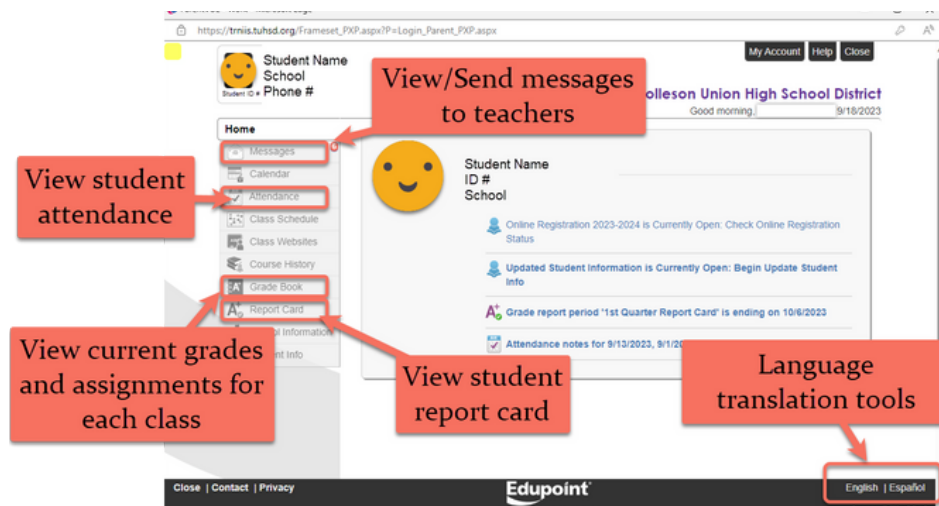 https://trniis.tuhsd.org/Frameset_PXP.aspx?P=Login_Parent_PXP.aspx
My Account Help Close
Student Name
School
Student ID # Phone #
olleson Union High School District
Good morning, 9/18/2023
View/Send messages
to teachers
Home
Messages
Calendar
Attendance
Class Schedule
Class Websites
Course History
Grade Book
Report Card
Information
Info
View student
attendance
Student Name
ID #
School
Online Registration 2023-2024 is Currently Open: Check Online Registration
Status
Updated Student Information is Currently Open: Begin Update Student
Info
Grade report period '1st Quarter Report Card' is ending on 10/6/2023
Attendance notes for 9/13/2023,
View current grades
and assignments for
each class
View student
report card
Language
translation tools
Close | Contact | Privacy
Edupoint
English | Español